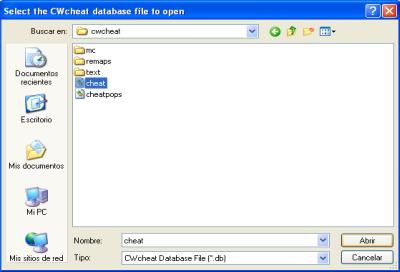 Select the CWcheat database file to open
Buscar en: cwcheat
mc
remaps
text
cheat
cheatpops
Documentos recientes
Escritorio
Mis documentos
Mi PC
Mis sitios de red
Nombre: cheat Abrir
Tipo: CWcheat Database File (*.db) Cancelar